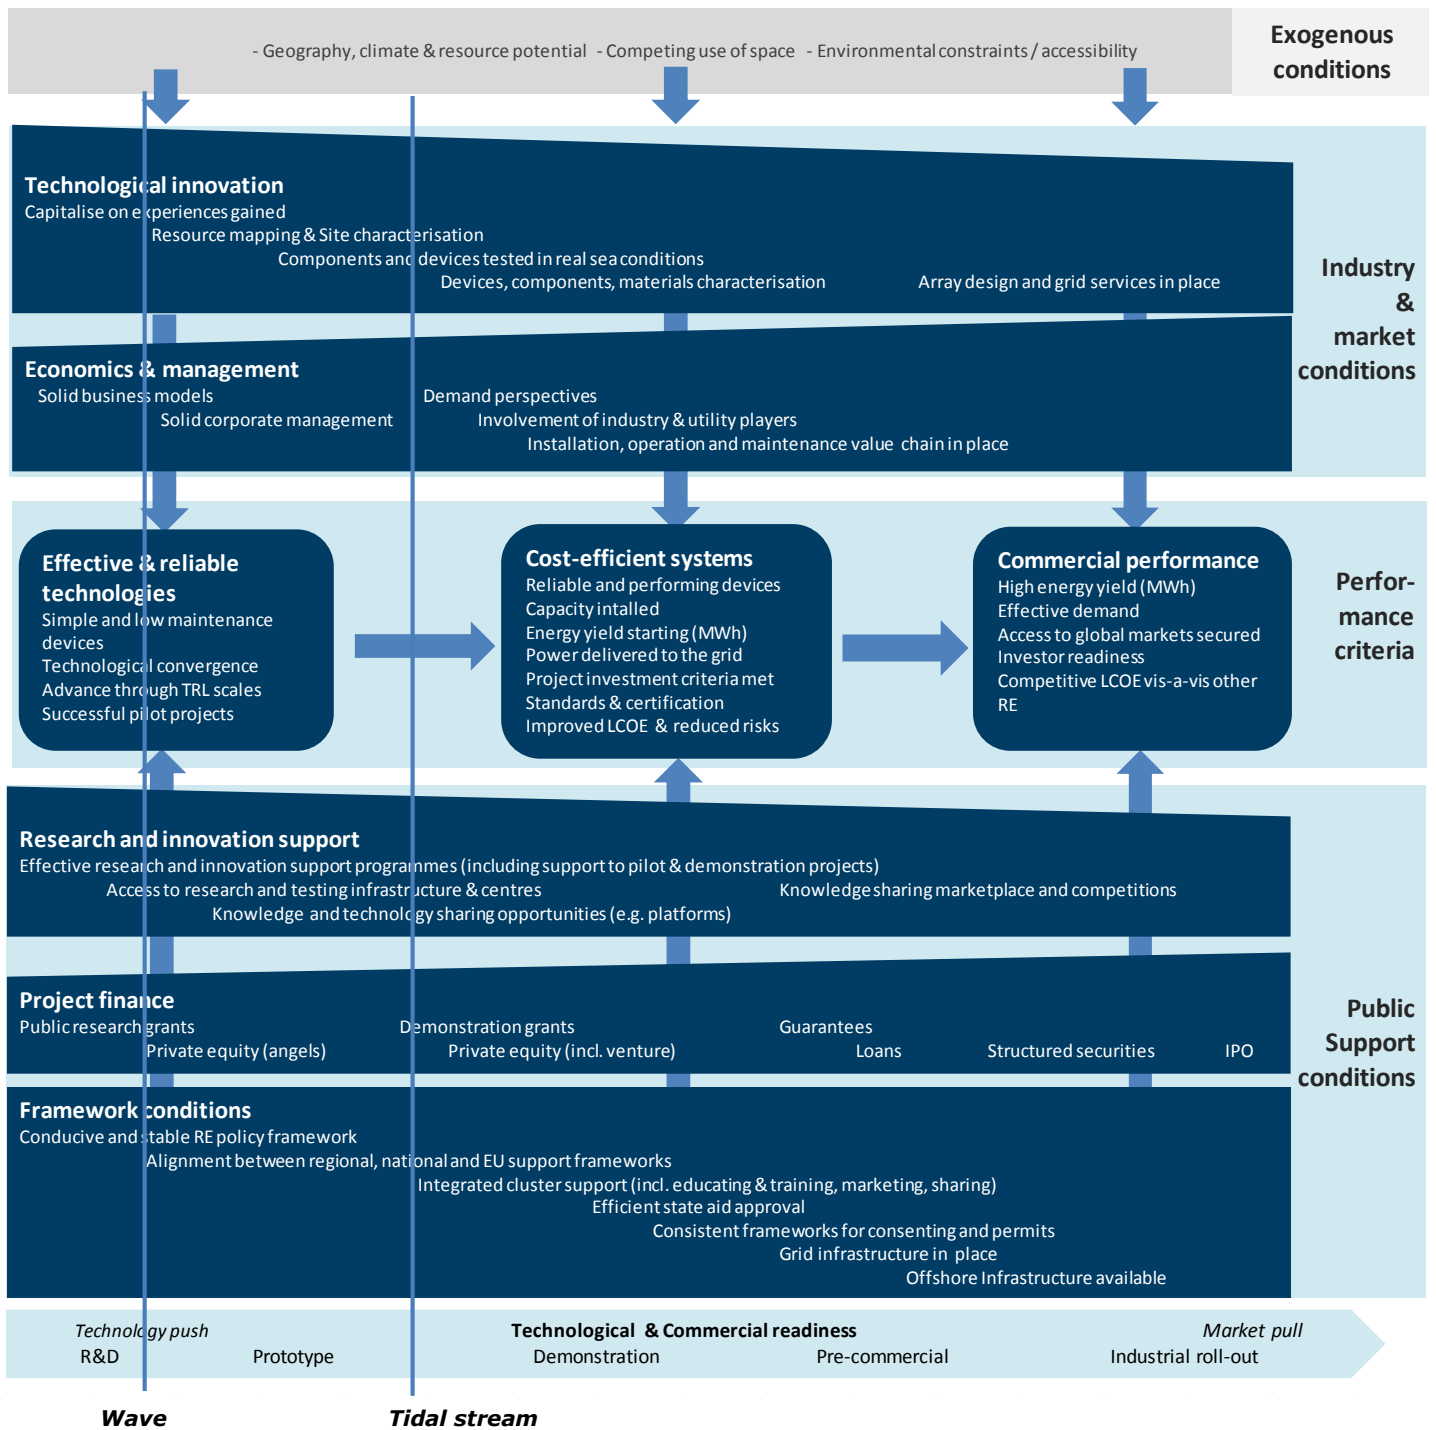 - Geography, climate & resource potential - Competing use of space - Environmental constraints / accessibility
Exogenous
conditions
Technological innovation
Capitalise on experiences gained
Resource mapping & Site characterisation
Components and devices tested in real sea conditions
Devices, components, materials characterisation
Array design and grid services in place
Industry
&
market
conditions
Economics & management
Solid business models
Demand perspectives
Solid corporate management
Involvement of industry & utility players
Installation, operation and maintenance value chain in place
Effective & reliable
technologies
Simple and low maintenance
devices
Technological convergence
Advance through TRL scales
Successful pilot projects
Cost-efficient systems
Reliable and performing devices
Capacity intalled
Energy yield starting (MWh)
Power delivered to the grid
Project investment criteria met
Standards & certification
Improved LCOE & reduced risks
Commercial performance
High energy yield (MWh)
Effective demand
Access to global markets secured
Investor readiness
Competitive LCOE vis-a-vis other
RE
Perfor-
mance
criteria
Research and innovation support
Effective research and innovation support programmes (including support to pilot & demonstration projects)
Access to research and testing infrastructure & centres
Knowledge sharing marketplace and competitions
Knowledge and technology sharing opportunities (e.g. platforms)
Project finance
Public research grants
Demonstration grants
Guarantees
Private equity (angels)
Private equity (incl. venture)
Loans
Structured securities
IPO
Public
Support
conditions
Framework conditions
Conducive and stable RE policy framework
Alignment between regional, national and EU support frameworks
Integrated cluster support (incl. educating & training, marketing, sharing)
Efficient state aid approval
Consistent frameworks for consenting and permits
Grid infrastructure in place
Offshore Infrastructure available
Technology push
Technological & Commercial readiness
Market pull
R&D
Prototype
Demonstration
Pre-commercial
Industrial roll-out
Wave
Tidal stream